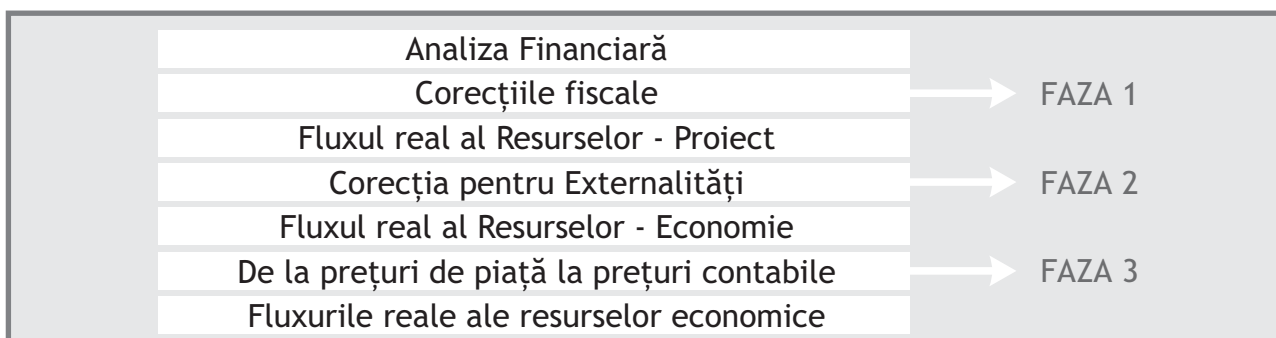 Analiza Financiară
Corecțiile fiscale FAZA 1
Fluxul real al Resurselor - Proiect
Corecția pentru Externalități FAZA 2
Fluxul real al Resurselor - Economie
De la prețuri de piață la prețuri contabile FAZA 3
Fluxurile reale ale resurselor economice